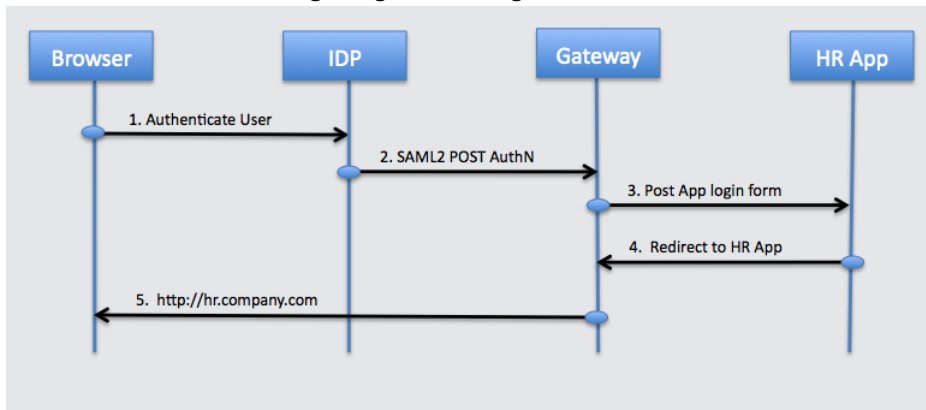 Browser
IDP
Gateway
HR App
1. Authenticate User
2. SAML2 POST AuthN
3. Post App login form
4. Redirect to HR App
5. http://hr.company.com